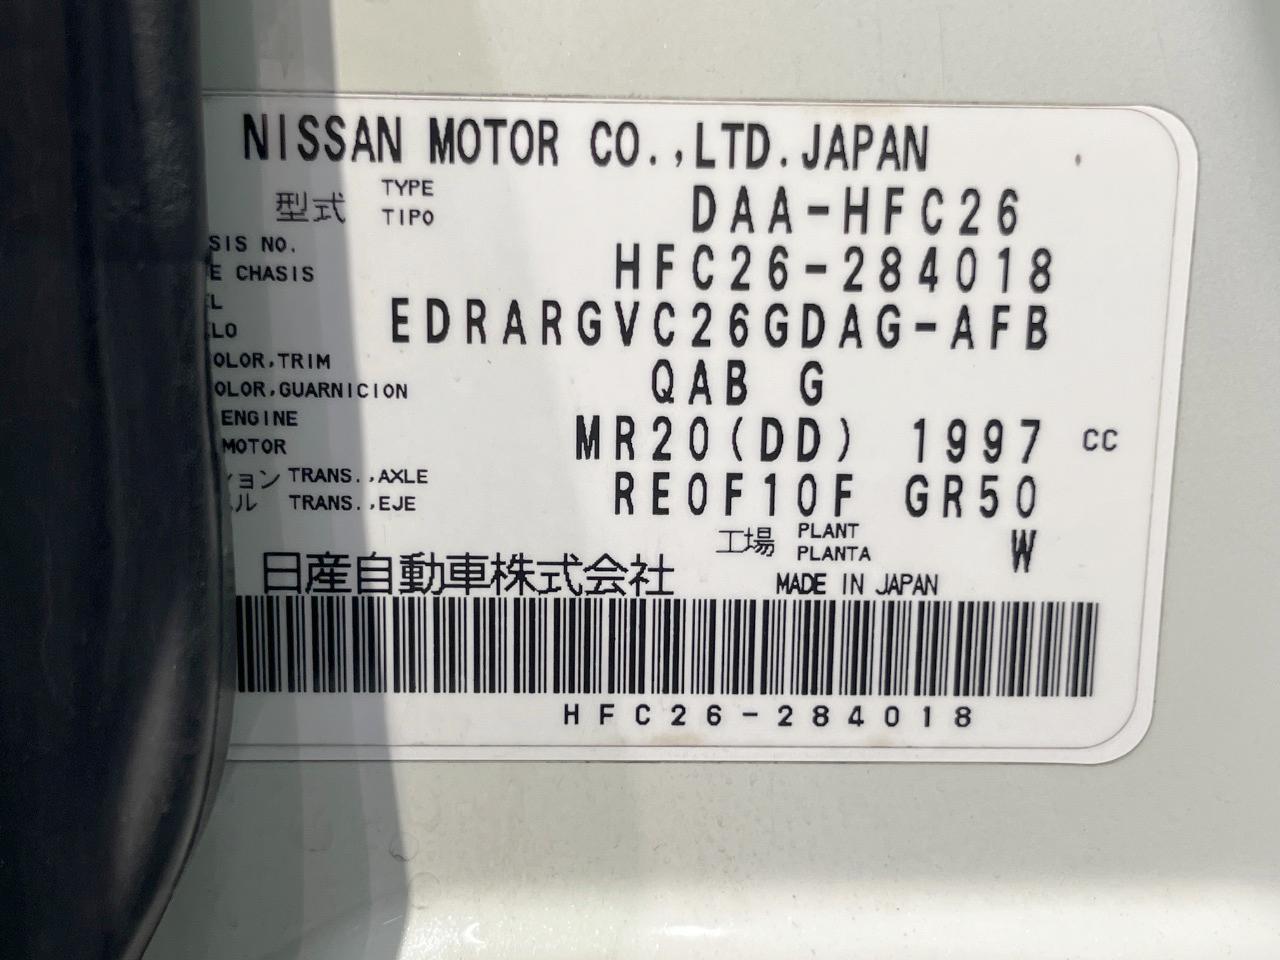 NISSAN MOTOR CO.,LTD.JAPAN
型式 TYPE TIPO DAA-HFC26
SIS NO.
E CHASIS HFC26-284018
EL
ELO EDRARGVC26GDAG-AFB
OLOR,TRIM
OLOR,GUARNICION QAB G
ENGINE
MOTOR MR20(DD) 1997 CC
ション TRANS.,AXLE
ル TRANS.,EJE RE0F10F GR50
工場 PLANT PLANTA W
日産自動車株式会社 MADE IN JAPAN
HFC26-284018